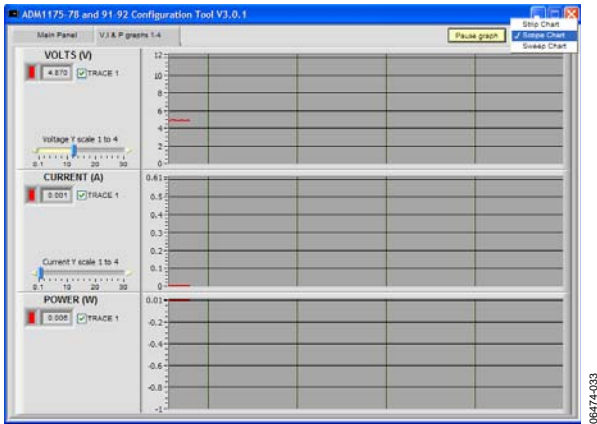 ADM1175-78 and 91-92 Configuration Tool V3.0.1
Main Panel
V,I & P graphs 1-4
Pause graph
Strip Chart
✓ Scope Chart
Sweep Chart
VOLTS (V)
4.870
TRACE 1
Voltage Y scale 1 to 4
0.1 10 20 30
12
10
8
6
4
2
0
CURRENT (A)
0.001
TRACE 1
Current Y scale 1 to 4
0.1 10 20 30
0.61
0.5
0.4
0.3
0.2
0.1
0
POWER (W)
0.006
TRACE 1
0.01
-0.2
-0.4
-0.6
-0.8
-1
06474-033